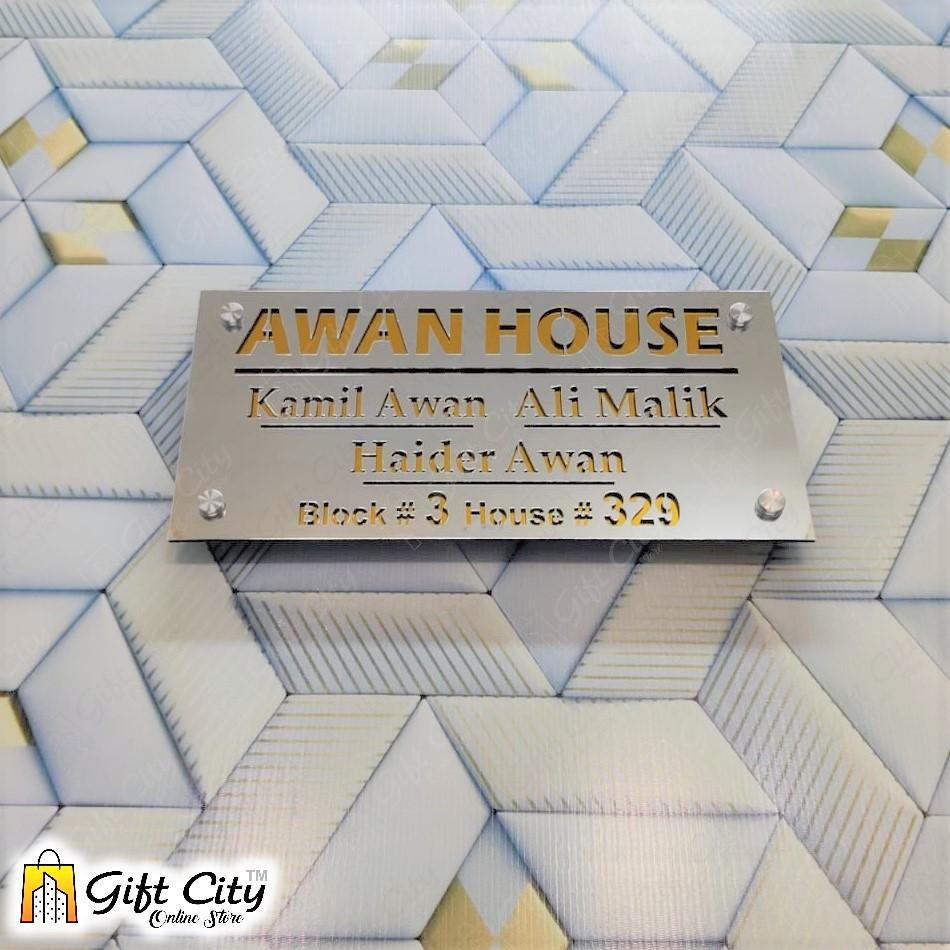 AWAN HOUSE
Kamil Awan Ali Malik
Haider Awan
Block # 3 House # 329
Gift City™
Online Store